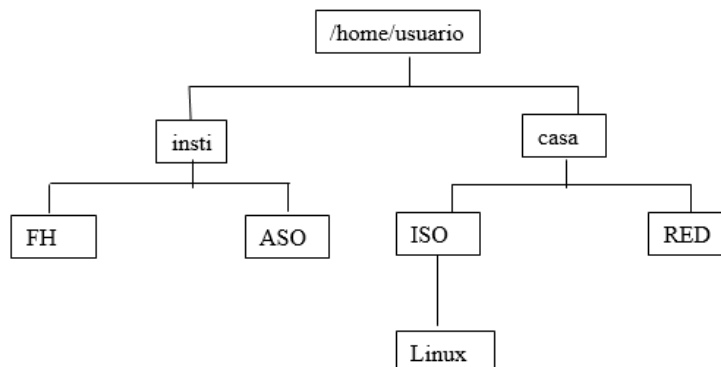 /home/usuario
insti
casa
FH
ASO
ISO
RED
Linux